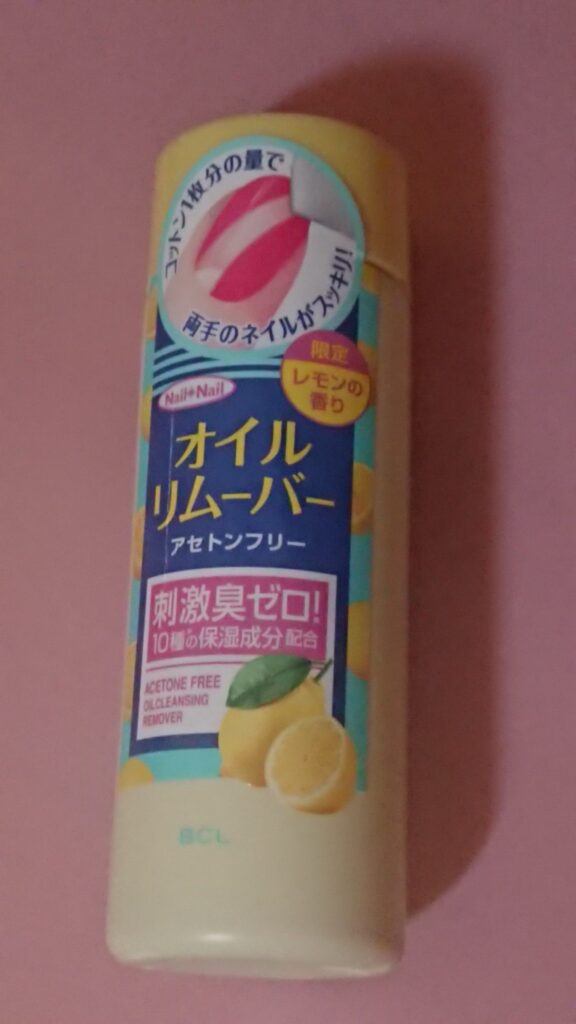 コットン1枚分の量で
両手のネイルがスッキリ!
限定
レモンの
香り
Nail Nail
オイル
リムーバー
アセトンフリー
刺激臭ゼロ!
10種の保湿成分配合
ACETONE FREE
OILCLEANSING
REMOVER
BCL